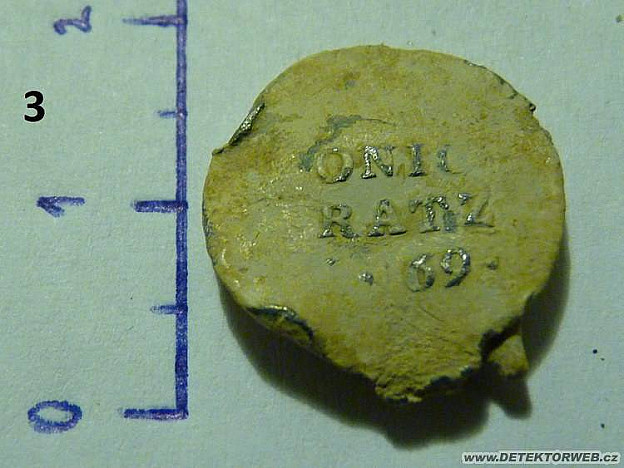 3
2
1
0
ONIC
RATZ
· · 69 ·
www.DETEKTORWEB.cz